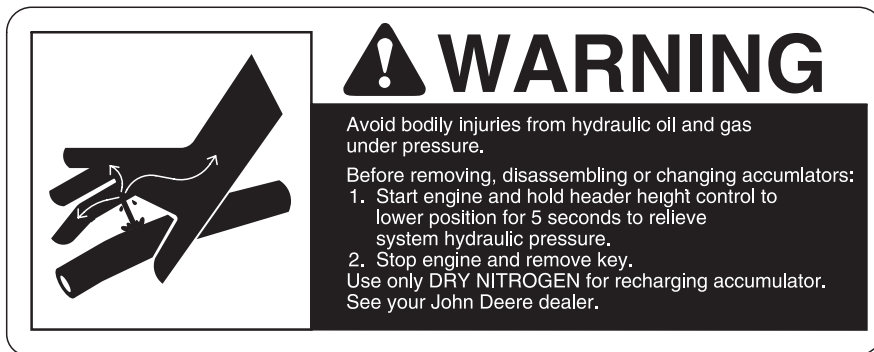 WARNING
Avoid bodily injuries from hydraulic oil and gas
under pressure.
Before removing, disassembling or changing accumlators:
1. Start engine and hold header height control to
lower position for 5 seconds to relieve
system hydraulic pressure.
2. Stop engine and remove key.
Use only DRY NITROGEN for recharging accumulator.
See your John Deere dealer.